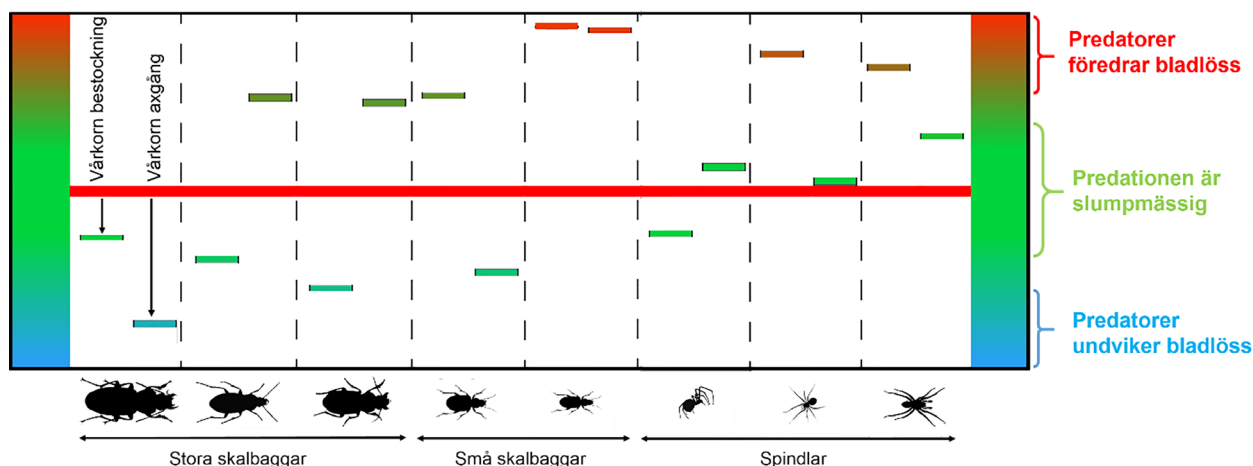 Vårkorn bestockning
Vårkorn axgång
Predatorer
föredrar bladlöss
Predationen är
slumpmässig
Predatorer
undviker bladlöss
Stora skalbaggar
Små skalbaggar
Spindlar